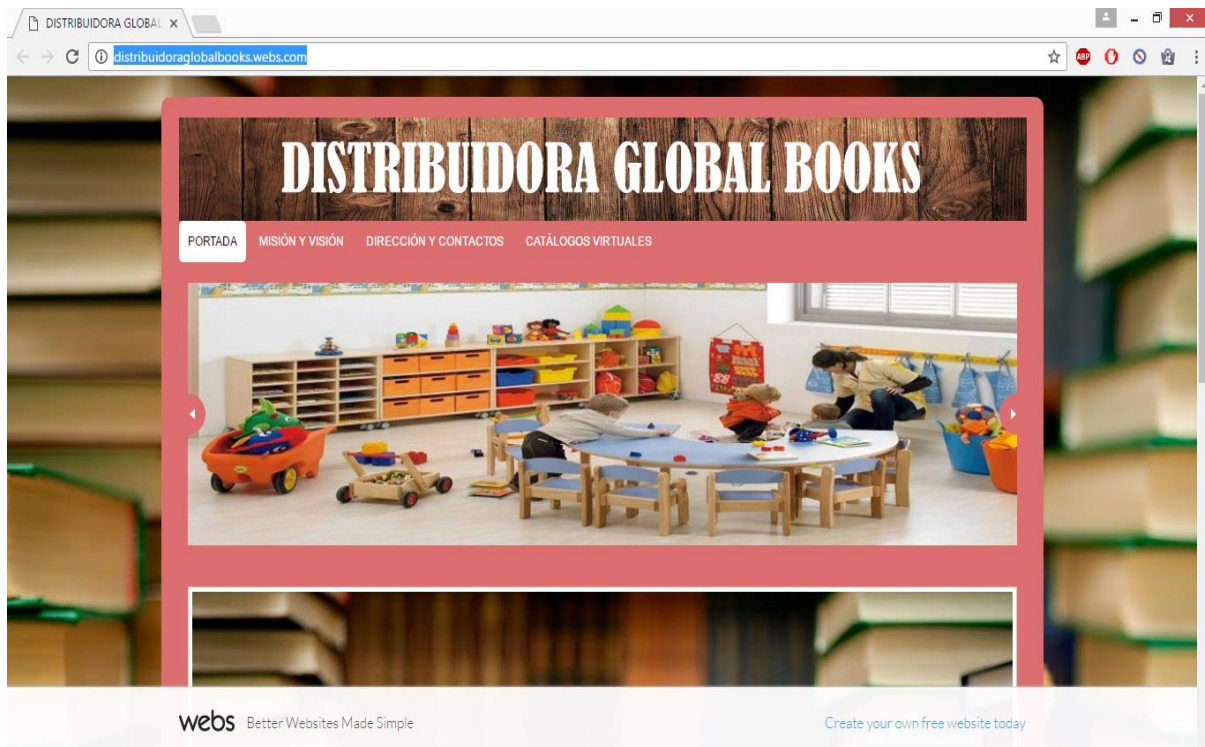 DISTRIBUIDORA GLOBAL
distribuidoraglobalbooks.webs.com
ABP
DISTRIBUIDORA GLOBAL BOOKS
PORTADA MISIÓN Y VISIÓN DIRECCIÓN Y CONTACTOS CATÁLOGOS VIRTUALES
webs Better Websites Made Simple Create your own free website today